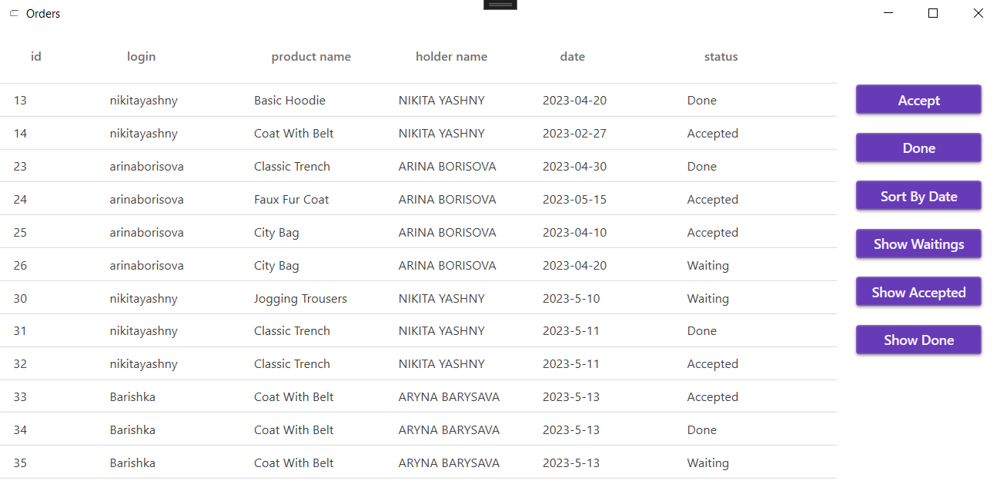 Orders
id login product name holder name date status
13 nikitayashny Basic Hoodie NIKITA YASHNY 2023-04-20 Done Accept
14 nikitayashny Coat With Belt NIKITA YASHNY 2023-02-27 Accepted
Done
23 arinaborisova Classic Trench ARINA BORISOVA 2023-04-30 Done
24 arinaborisova Faux Fur Coat ARINA BORISOVA 2023-05-15 Accepted Sort By Date
25 arinaborisova City Bag ARINA BORISOVA 2023-04-10 Accepted
Show Waitings
26 arinaborisova City Bag ARINA BORISOVA 2023-04-20 Waiting
30 nikitayashny Jogging Trousers NIKITA YASHNY 2023-5-10 Waiting Show Accepted
31 nikitayashny Classic Trench NIKITA YASHNY 2023-5-11 Done Show Done
32 nikitayashny Classic Trench NIKITA YASHNY 2023-5-11 Accepted
33 Barishka Coat With Belt ARYNA BARYSAVA 2023-5-13 Accepted
34 Barishka Coat With Belt ARYNA BARYSAVA 2023-5-13 Done
35 Barishka Coat With Belt ARYNA BARYSAVA 2023-5-13 Waiting